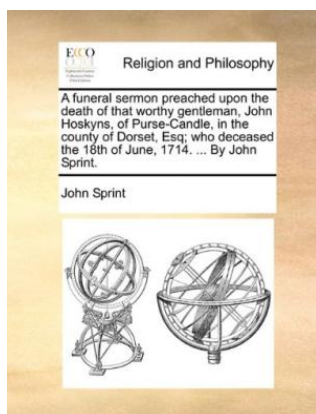 ECCO
Religion and Philosophy
A funeral sermon preached upon the
death of that worthy gentleman, John
Hoskyns, of Purse-Candle, in the
county of Dorset, Esq; who deceased
the 18th of June, 1714. ... By John
Sprint.
John Sprint